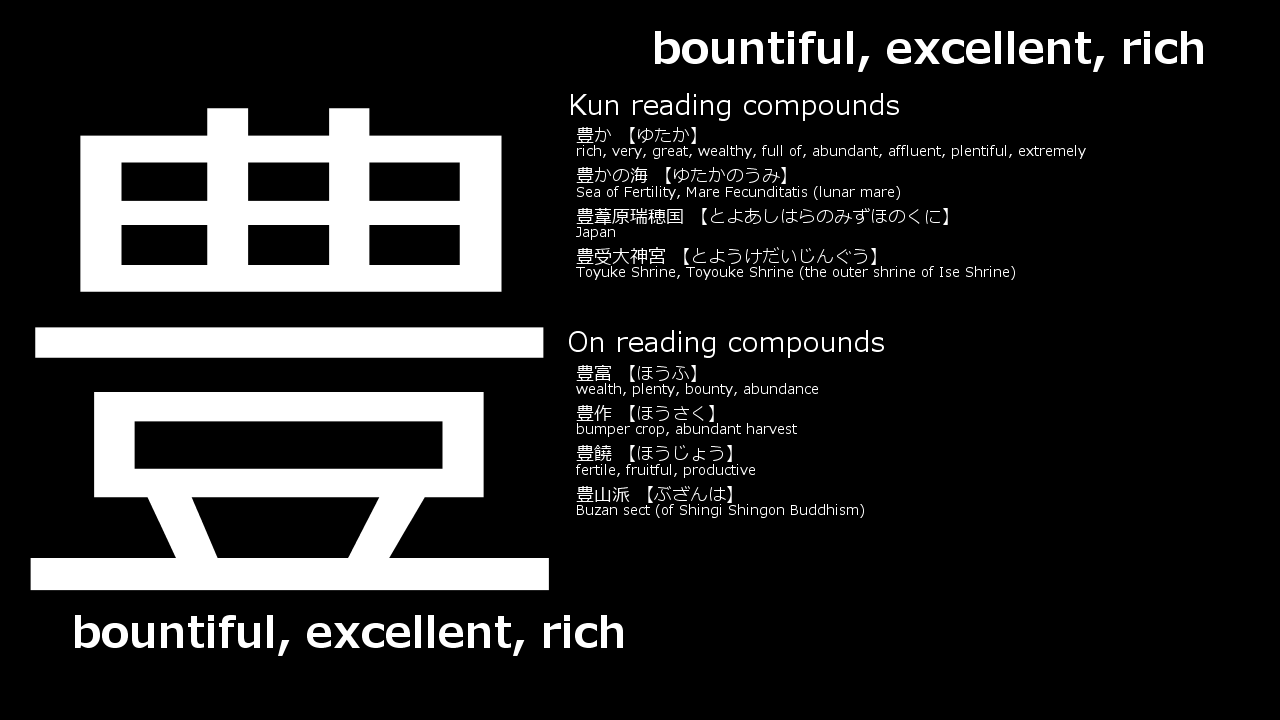 豊
bountiful, excellent, rich
bountiful, excellent, rich
Kun reading compounds
豊か 【ゆたか】
rich, very, great, wealthy, full of, abundant, affluent, plentiful, extremely
豊かの海 【ゆたかのうみ】
Sea of Fertility, Mare Fecunditatis (lunar mare)
豊葦原瑞穂国 【とよあしはらのみずほのくに】
Japan
豊受大神宮 【とようけだいじんぐう】
Toyuke Shrine, Toyouke Shrine (the outer shrine of Ise Shrine)
On reading compounds
豊富 【ほうふ】
wealth, plenty, bounty, abundance
豊作 【ほうさく】
bumper crop, abundant harvest
豊饒 【ほうじょう】
fertile, fruitful, productive
豊山派 【ぶざんは】
Buzan sect (of Shingi Shingon Buddhism)